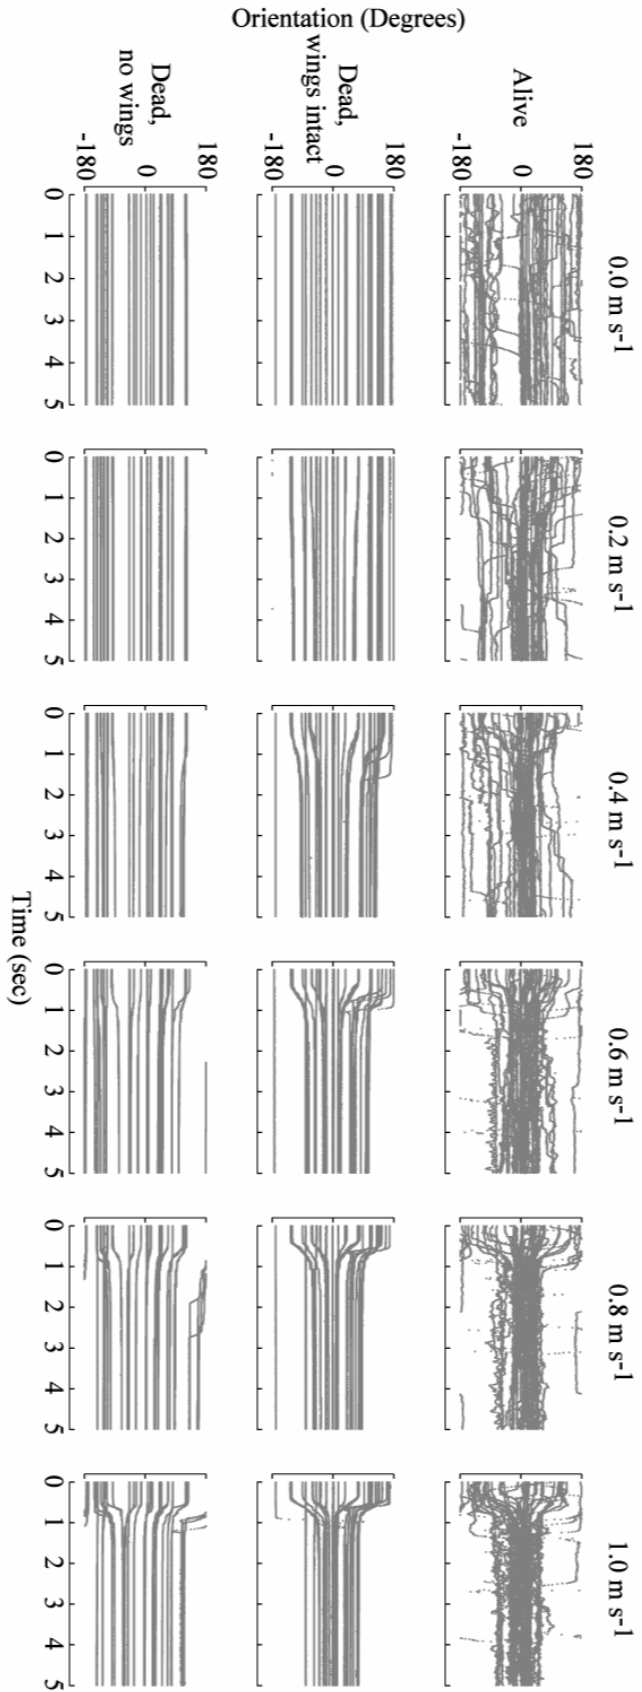 0.0 m s-1 0.2 m s-1 0.4 m s-1 0.6 m s-1 0.8 m s-1 1.0 m s-1
180
Alive 0
-180
Orientation (Degrees)
180
Dead, 0
wings intact
-180
180
Dead, 0
no wings
-180
0 1 2 3 4 5 0 1 2 3 4 5 0 1 2 3 4 5 0 1 2 3 4 5 0 1 2 3 4 5 0 1 2 3 4 5
Time (sec)